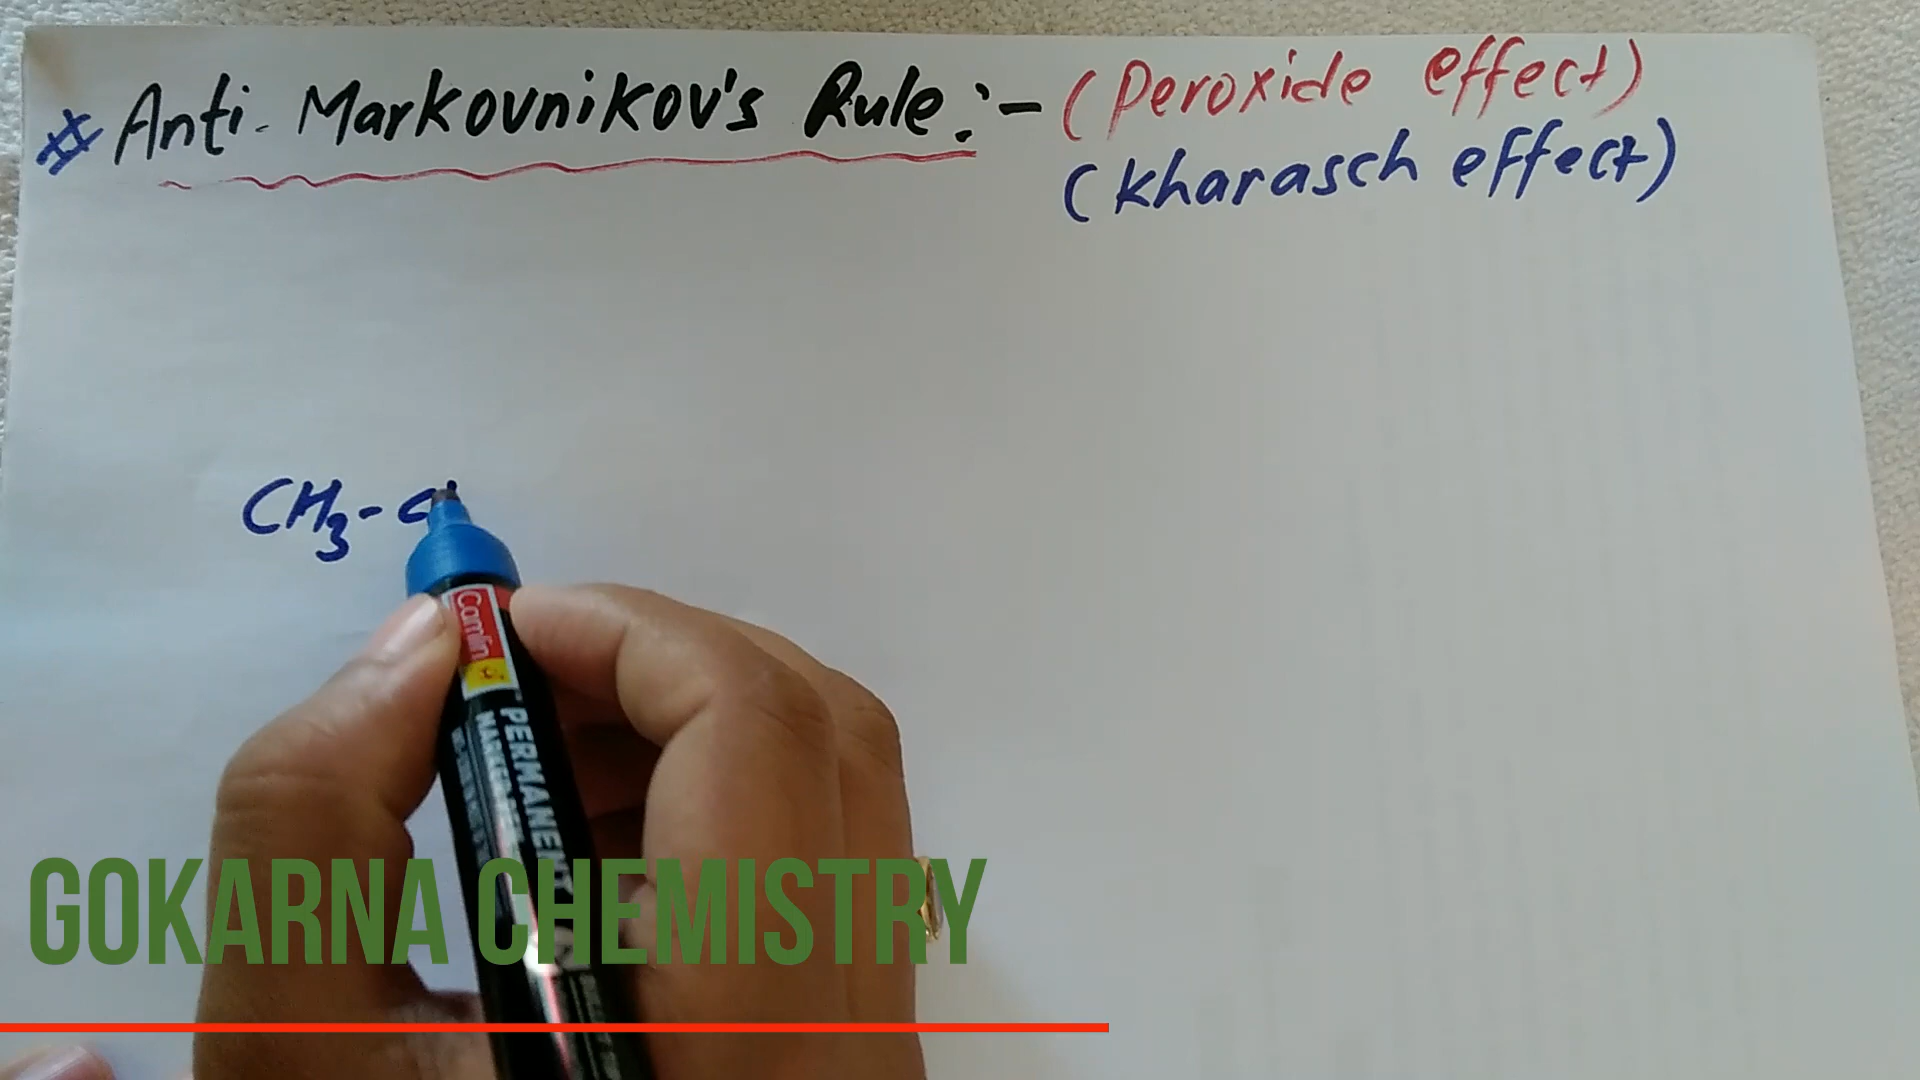 # Anti-Markovnikov's Rule:- (Peroxide effect)
(Kharasch effect)
CH3-C
Camlin
PERMANENT
GOKARNA CHEMISTRY